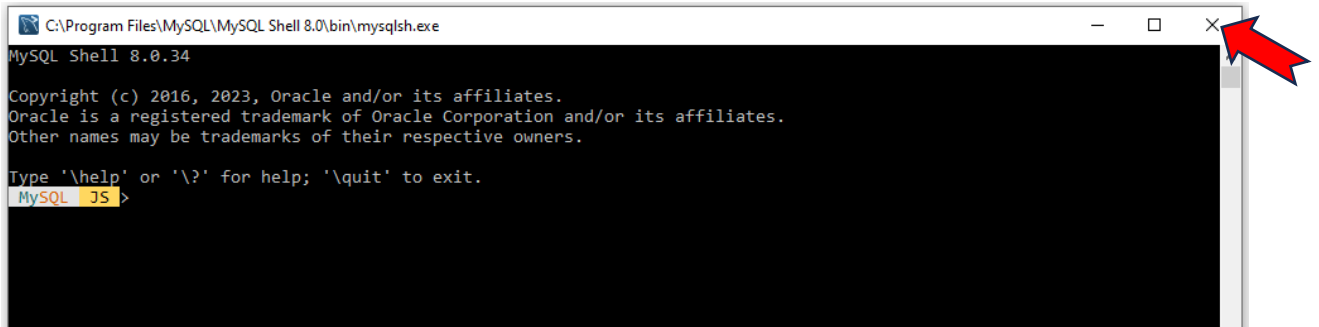 C:\Program Files\MySQL\MySQL Shell 8.0\bin\mysqlsh.exe
MySQL Shell 8.0.34
Copyright (c) 2016, 2023, Oracle and/or its affiliates.
Oracle is a registered trademark of Oracle Corporation and/or its affiliates.
Other names may be trademarks of their respective owners.
Type '\help' or '\?' for help; '\quit' to exit.
MySQL JS >